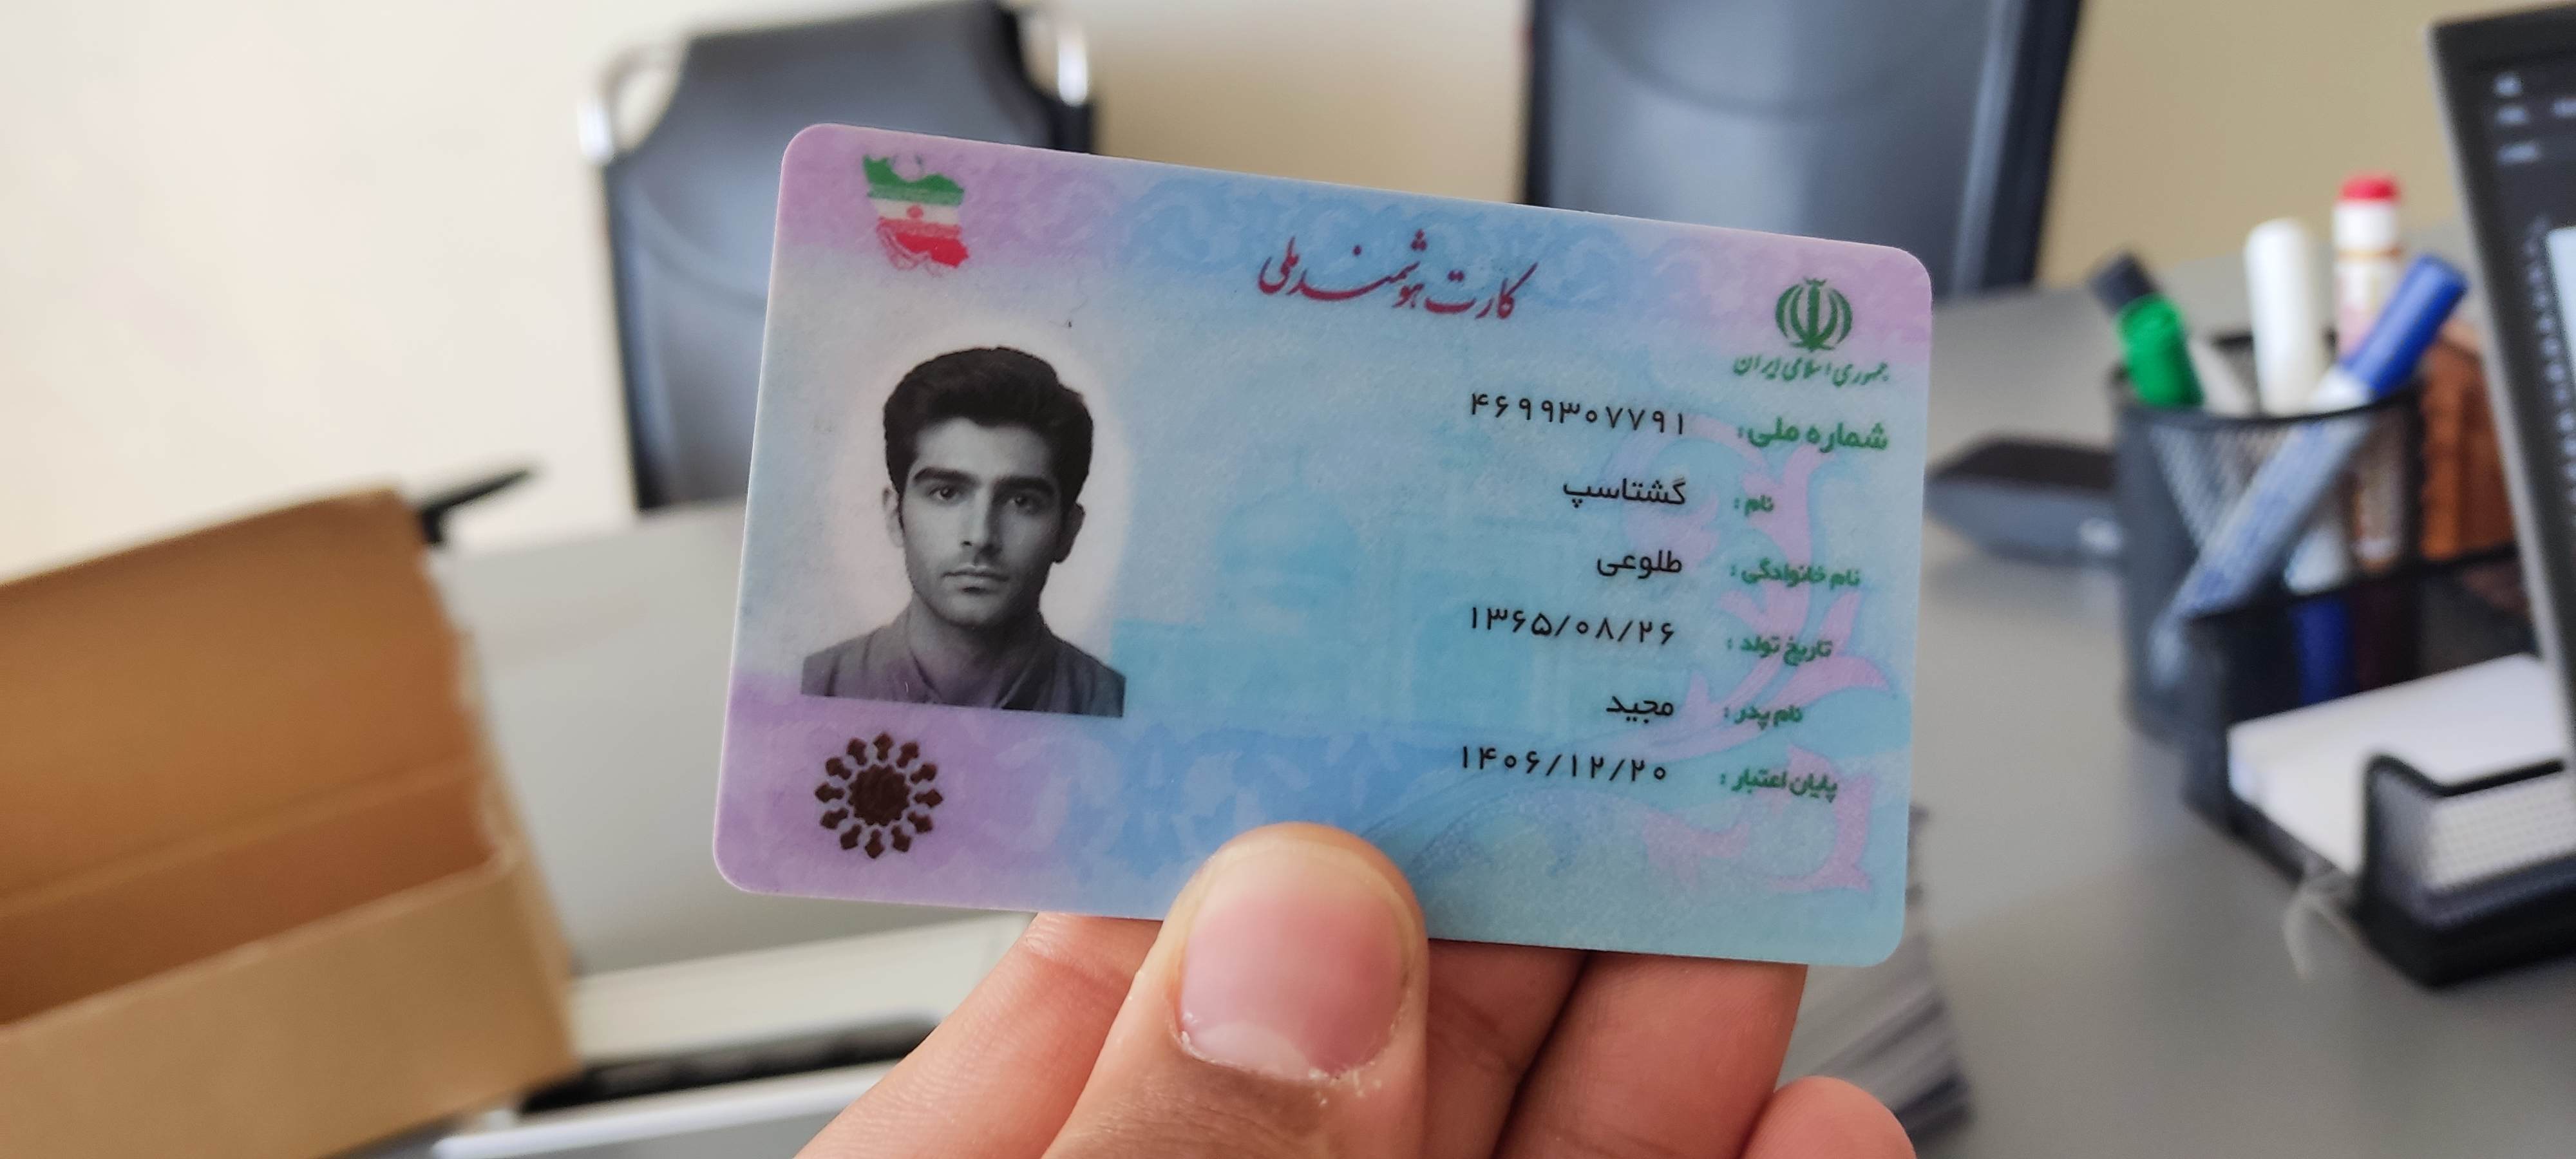 کارت هوشمند ملی
جمهوری اسلامی ایران
شماره ملی: ۴۶۹۹۳۰۷۷۹۱
نام: گشتاسپ
نام خانوادگی: طلوعی
تاریخ تولد: ۱۳۶۵/۰۸/۲۶
نام پدر: مجید
پایان اعتبار: ۱۴۰۶/۱۲/۲۰